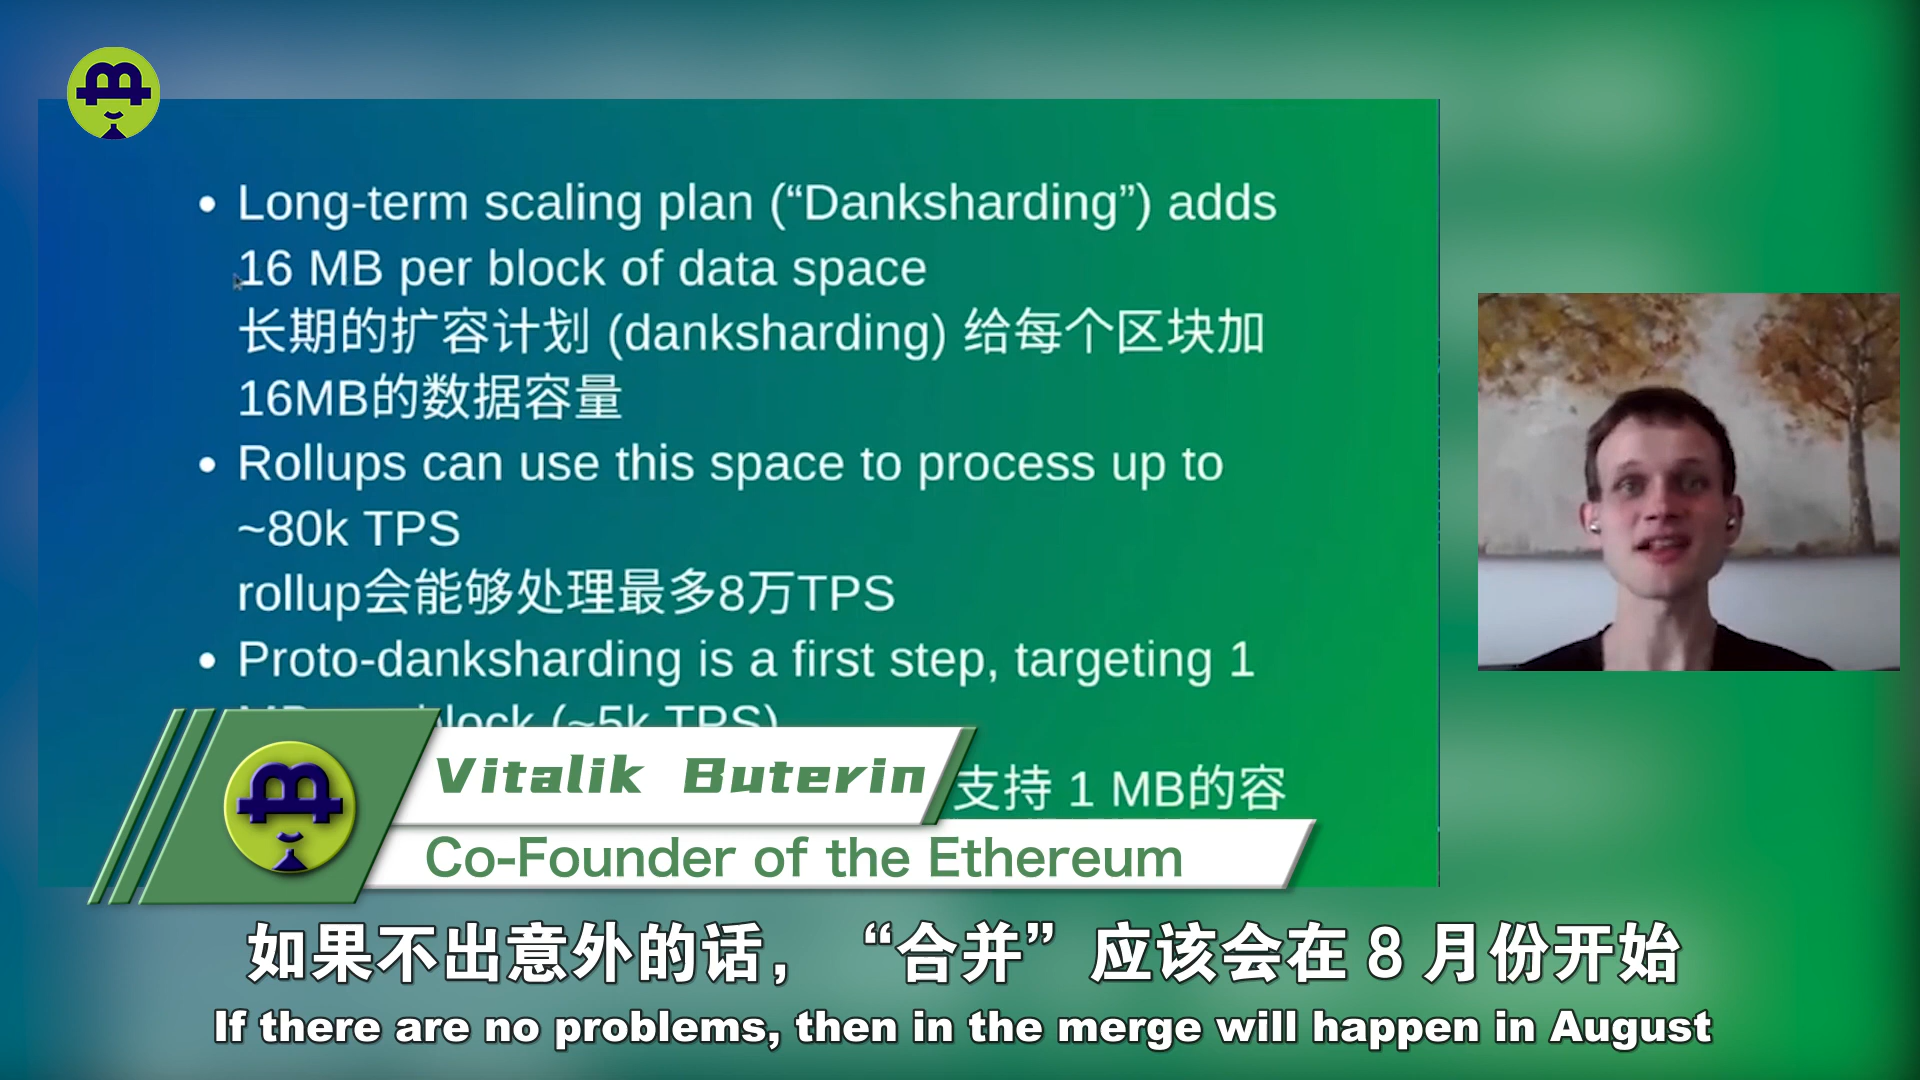 • Long-term scaling plan (“Danksharding”) adds
16 MB per block of data space
长期的扩容计划 (danksharding) 给每个区块加
16MB的数据容量
• Rollups can use this space to process up to
~80k TPS
rollup会能够处理最多8万TPS
• Proto-danksharding is a first step, targeting 1
block (~5k TPS)
支持 1 MB的容
Vitalik Buterin
Co-Founder of the Ethereum
如果不出意外的话，“合并”应该会在 8 月份开始
If there are no problems, then in the merge will happen in August